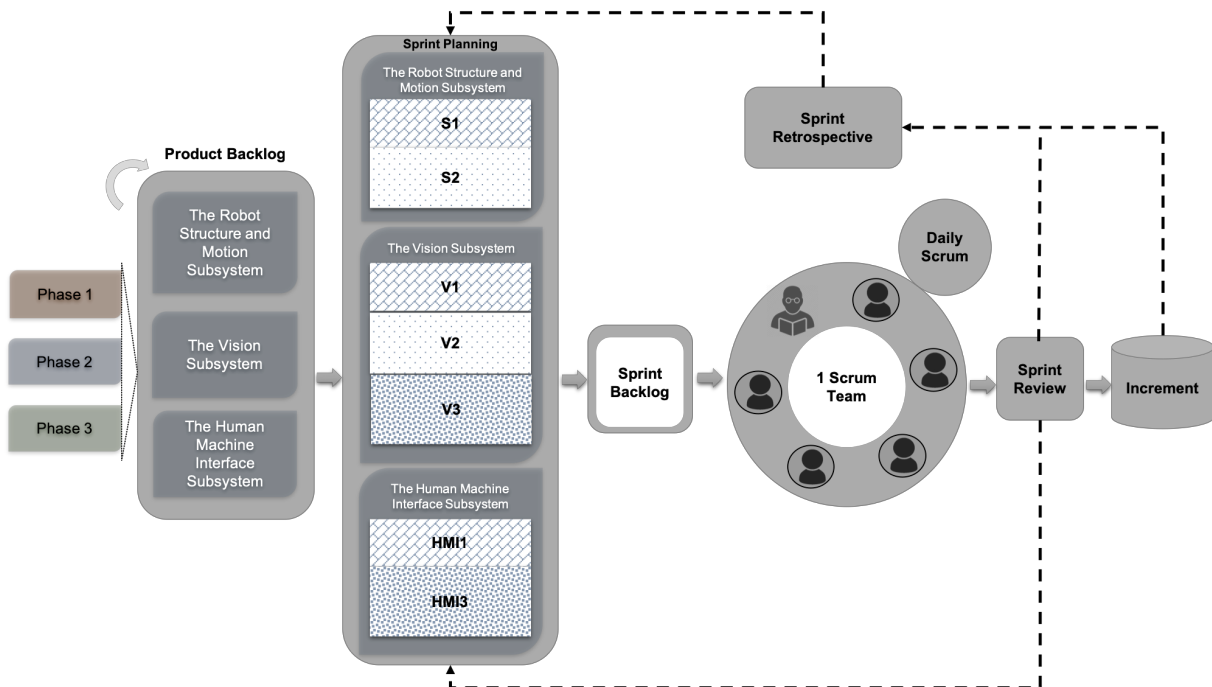 Phase 1
Phase 2
Phase 3
Product Backlog
The Robot
Structure and
Motion
Subsystem
The Vision
Subsystem
The Human
Machine
Interface
Subsystem
Sprint Planning
The Robot Structure and
Motion Subsystem
S1
S2
The Vision Subsystem
V1
V2
V3
The Human Machine
Interface Subsystem
HMI1
HMI3
Sprint
Backlog
1 Scrum
Team
Daily
Scrum
Sprint
Retrospective
Sprint
Review
Increment